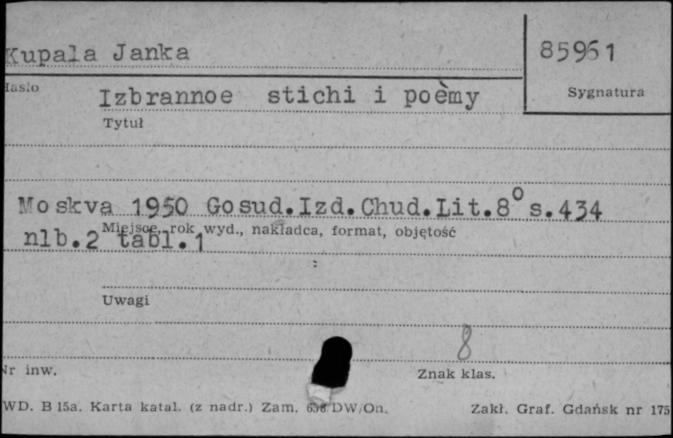 Kupala Janka
85951
Hasło
Sygnatura
Izbrannoe stichi i poèmy
Tytuł
Moskva 1950 Gosud.Izd.Chud.Lit.8° s.434
Miejsce, rok wyd., nakładca, format, objętość
nlb.2 tabl.1
:
Uwagi
8
Nr inw.
Znak klas.
WD. B 15a. Karta katal. (z nadr.) Zam. DW/On.
Zakł. Graf. Gdańsk nr 175